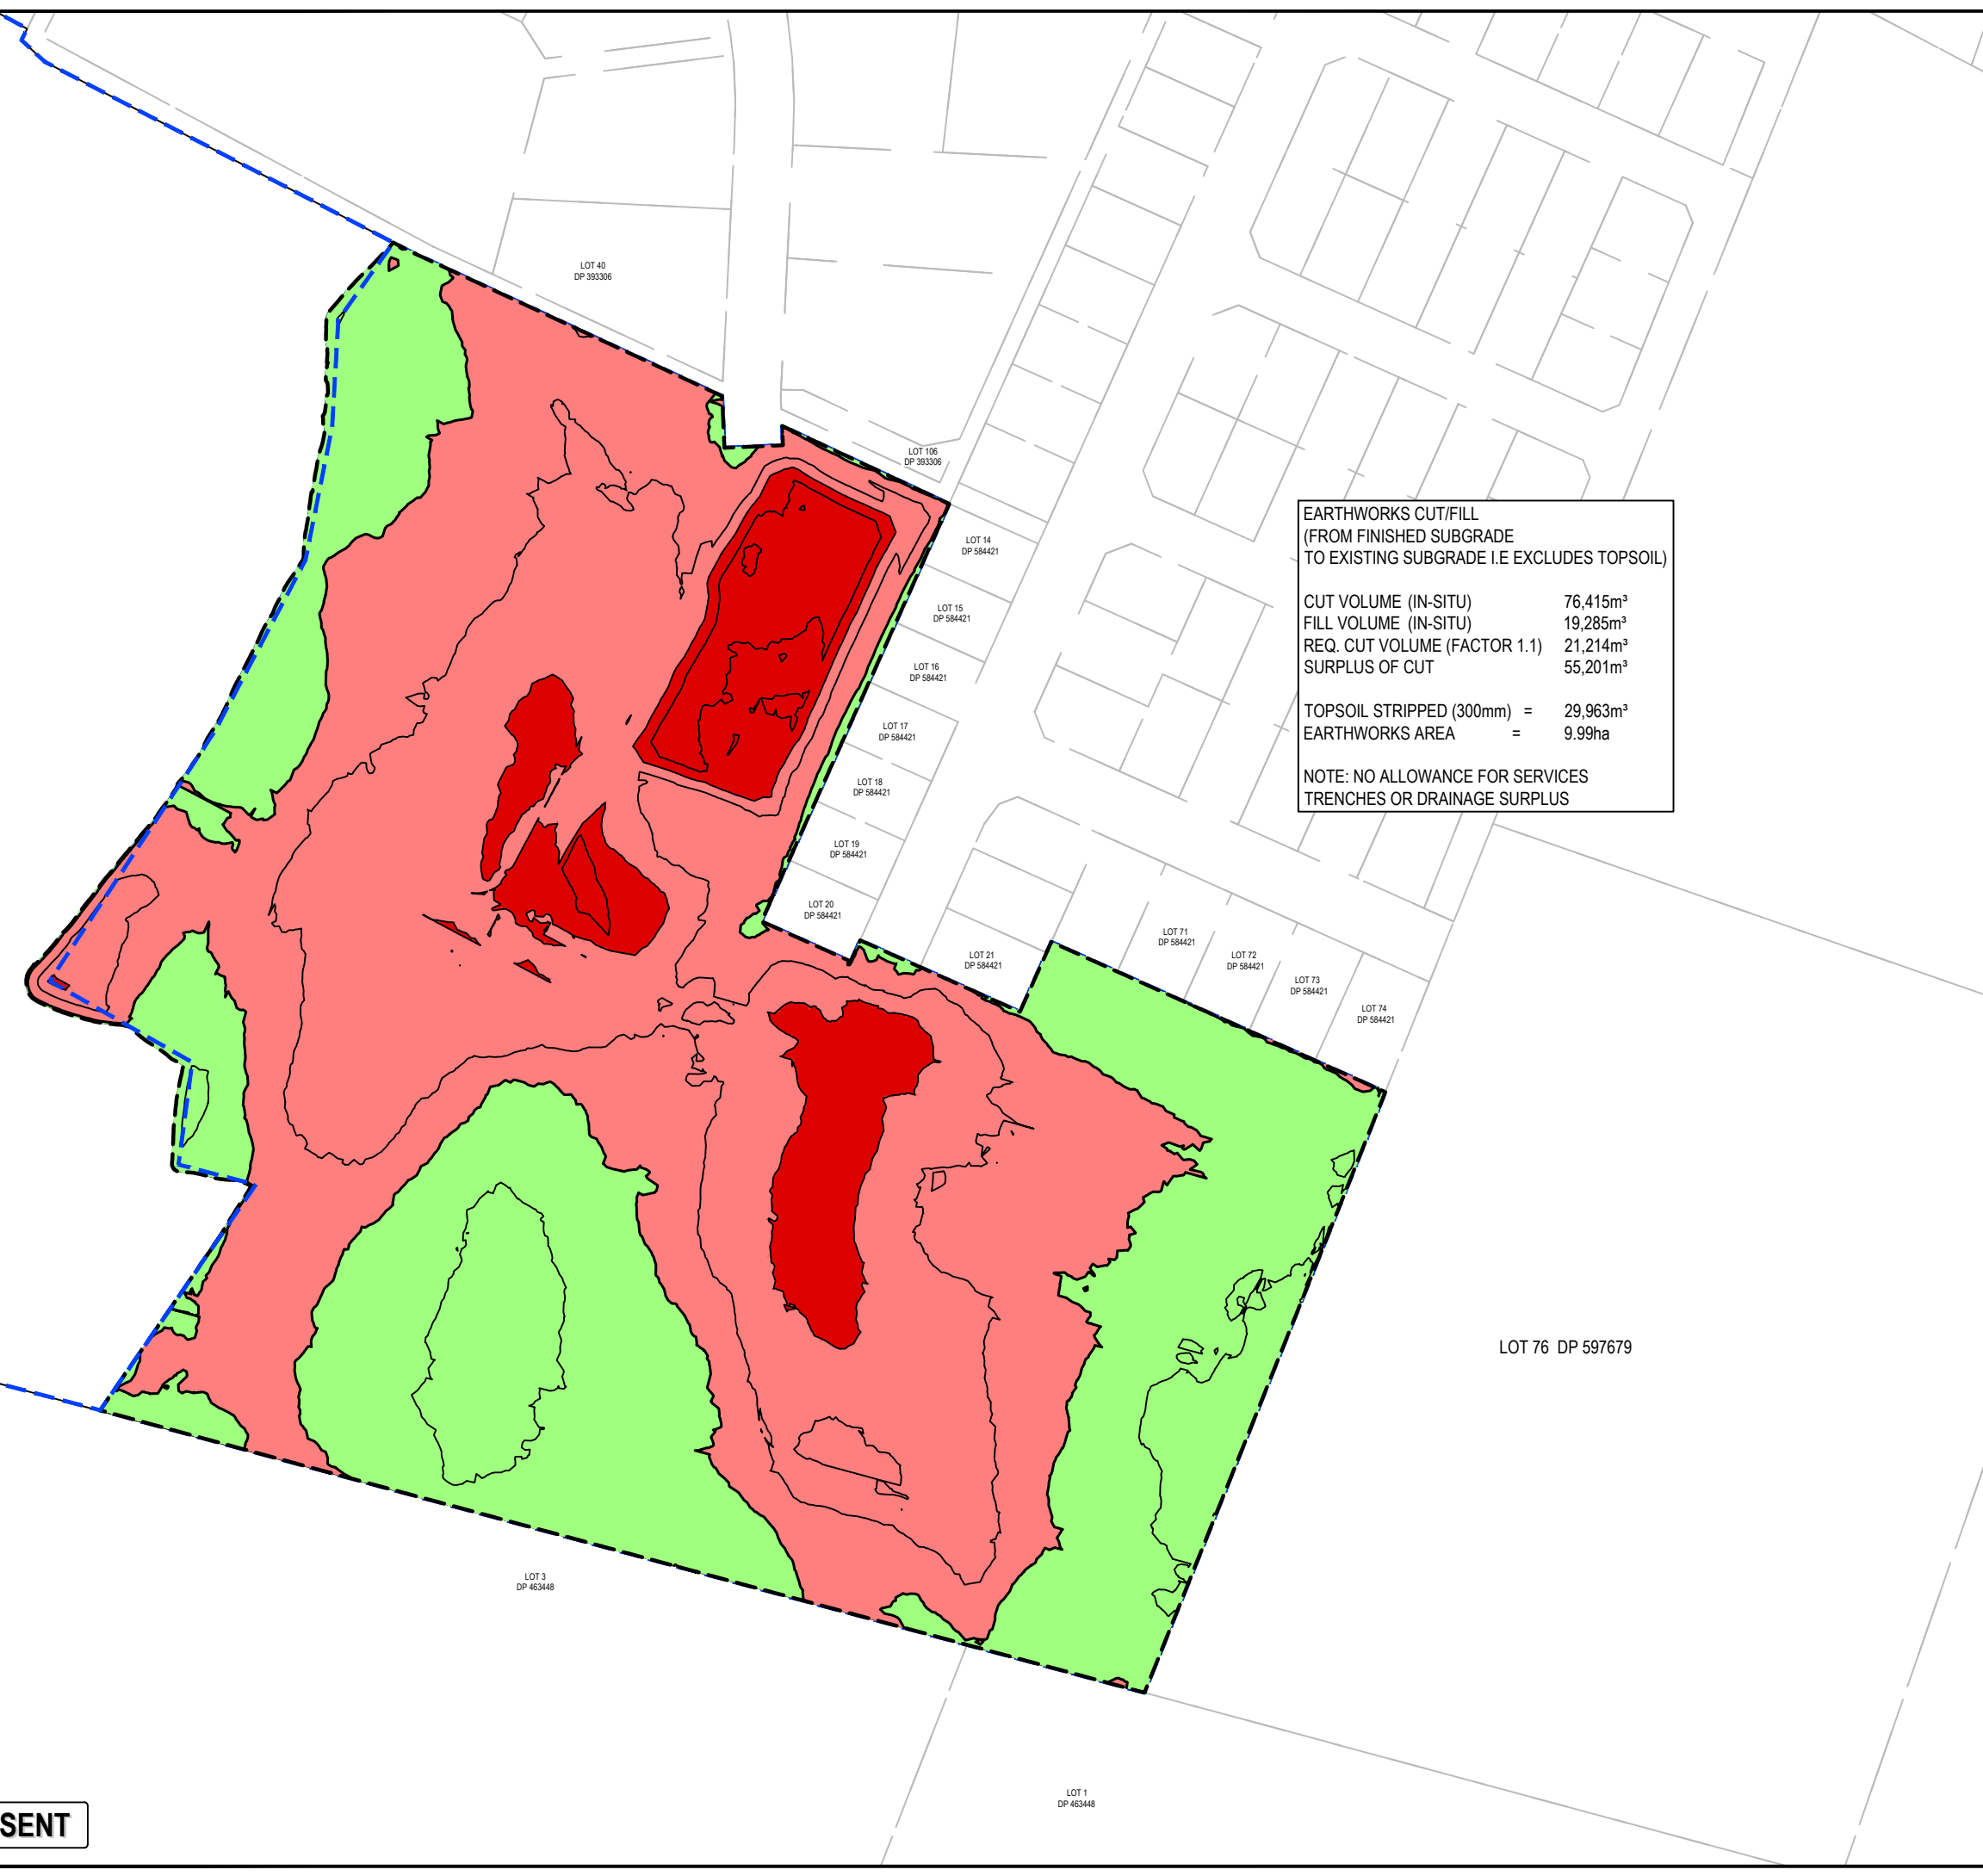 LOT 40
DP 393306
LOT 106
DP 393306
EARTHWORKS CUT/FILL
(FROM FINISHED SUBGRADE
TO EXISTING SUBGRADE I.E EXCLUDES TOPSOIL)
CUT VOLUME (IN-SITU) 76,415m³
FILL VOLUME (IN-SITU) 19,285m³
REQ. CUT VOLUME (FACTOR 1.1) 21,214m³
SURPLUS OF CUT 55,201m³
TOPSOIL STRIPPED (300mm) = 29,963m³
EARTHWORKS AREA = 9.99ha
NOTE: NO ALLOWANCE FOR SERVICES
TRENCHES OR DRAINAGE SURPLUS
LOT 14
DP 584421
LOT 15
DP 584421
LOT 16
DP 584421
LOT 17
DP 584421
LOT 18
DP 584421
LOT 19
DP 584421
LOT 20
DP 584421
LOT 21
DP 584421
LOT 71
DP 584421
LOT 72
DP 584421
LOT 73
DP 584421
LOT 74
DP 584421
LOT 76 DP 597679
LOT 3
DP 463448
LOT 1
DP 463448
SENT